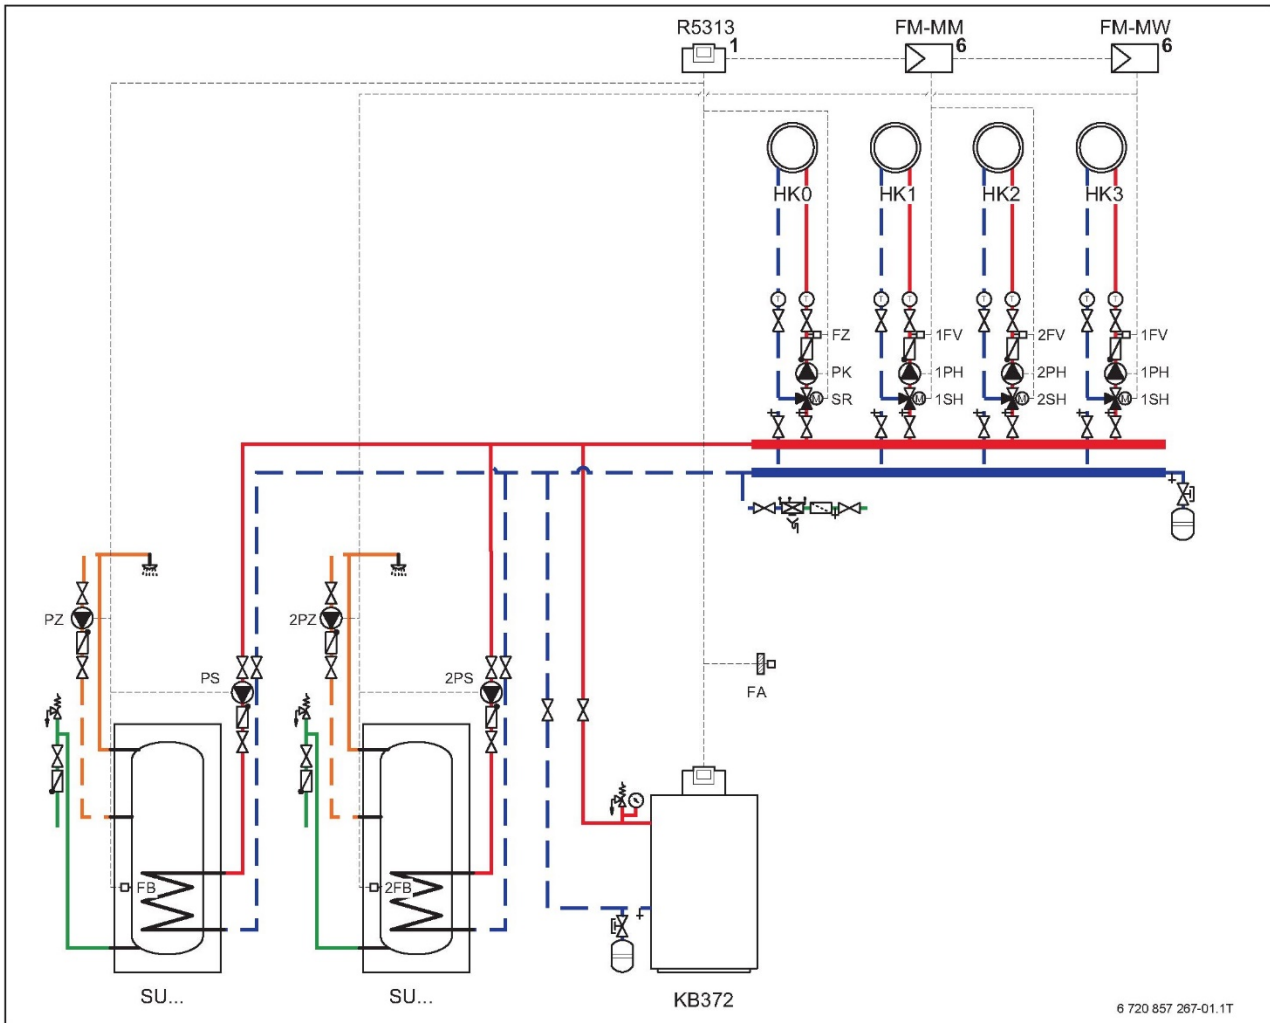 R5313 FM-MM FM-MW
1 6 6
HK0 HK1 HK2 HK3
T T T T T T T T
FZ 1FV 2FV 1FV
PK 1PH 2PH 1PH
M SR M 1SH M 2SH M 1SH
PZ 2PZ
PS 2PS
FA
FB 2FB
SU... SU... KB372
6 720 857 267-01.1T